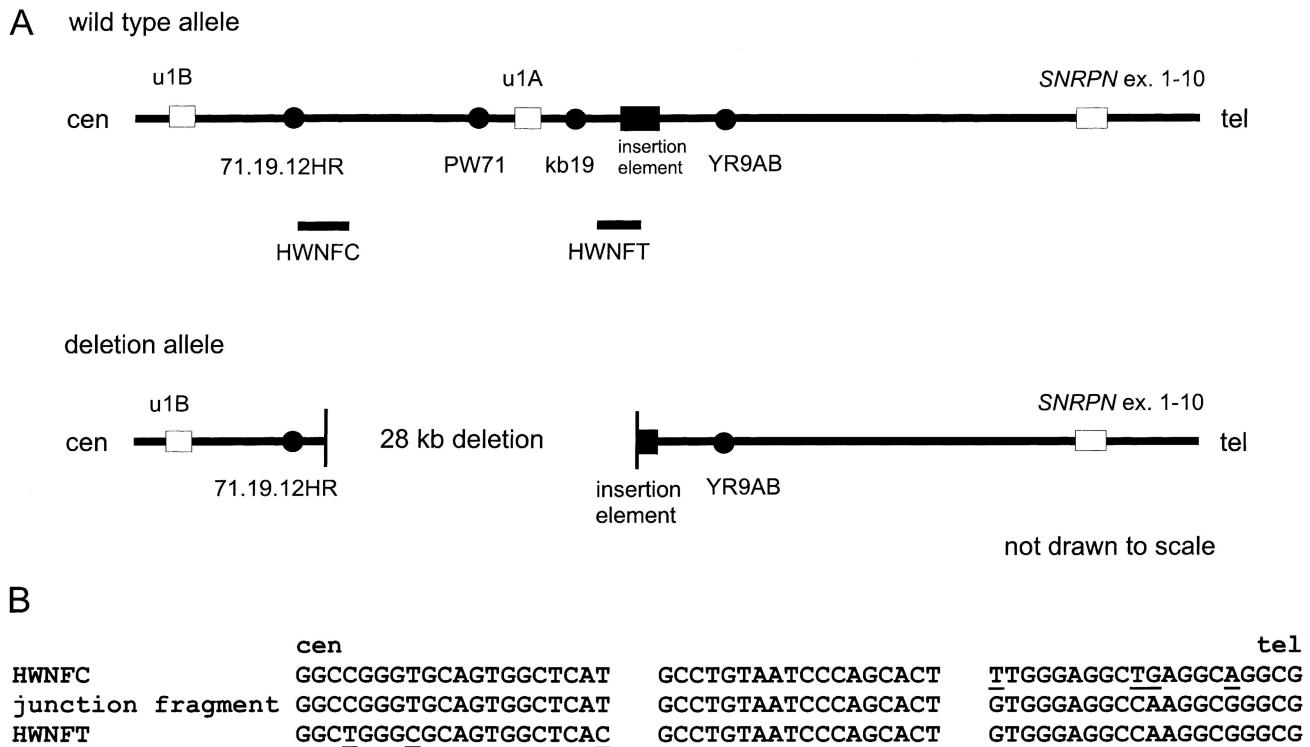 A wild type allele
u1B u1A SNRPN ex. 1-10
cen tel
71.19.12HR PW71 kb19 insertion element YR9AB
HWNFC HWNFT
deletion allele
u1B SNRPN ex. 1-10
cen 28 kb deletion tel
71.19.12HR insertion element YR9AB
not drawn to scale
B
cen tel
HWNFC GGCCGGGTGCAGTGGCTCAT GCCTGTAATCCCAGCACT TTGGGAGGCTGAGGCAGGCG
junction fragment GGCCGGGTGCAGTGGCTCAT GCCTGTAATCCCAGCACT GTGGGAGGCCAAGGCGGGCG
HWNFT GGCTGGGCGCAGTGGCTCAC GCCTGTAATCCCAGCACT GTGGGAGGCCAAGGCGGGCG